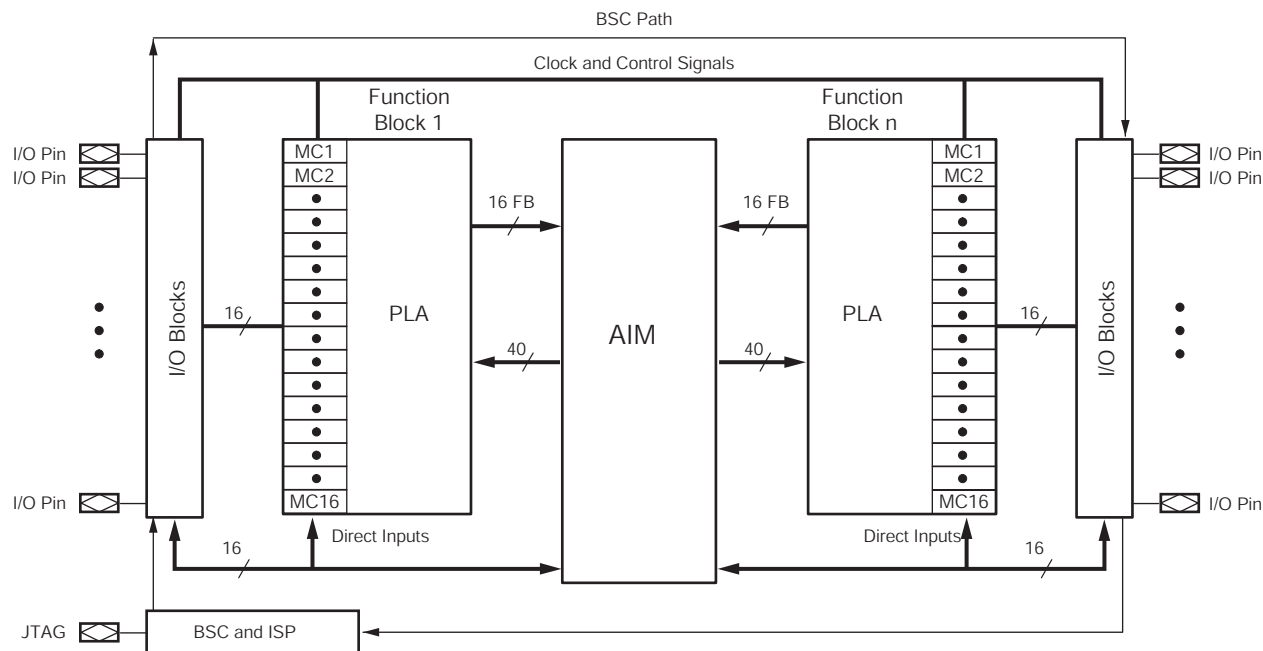 BSC Path
Clock and Control Signals
Function
Block 1
Function
Block n
I/O Pin
I/O Pin
MC1
MC2
MC1
MC2
I/O Pin
I/O Pin
16 FB
16 FB
I/O Blocks
16
PLA
AIM
PLA
16
I/O Blocks
40
40
I/O Pin
MC16
MC16
I/O Pin
Direct Inputs
Direct Inputs
16
16
JTAG
BSC and ISP